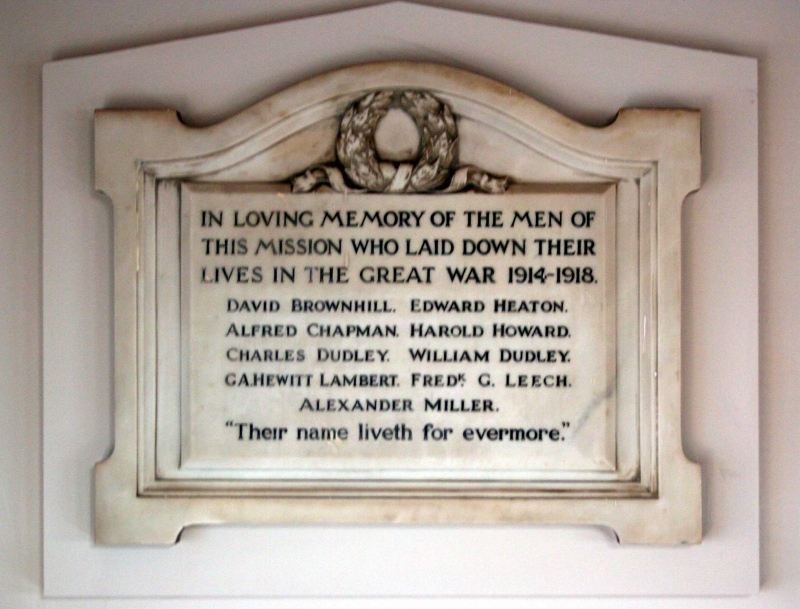 IN LOVING MEMORY OF THE MEN OF
THIS MISSION WHO LAID DOWN THEIR
LIVES IN THE GREAT WAR 1914-1918.
DAVID BROWNHILL. EDWARD HEATON.
ALFRED CHAPMAN. HAROLD HOWARD.
CHARLES DUDLEY. WILLIAM DUDLEY.
G.A.HEWITT LAMBERT. FREDK. G. LEECH.
ALEXANDER MILLER.
"Their name liveth for evermore."